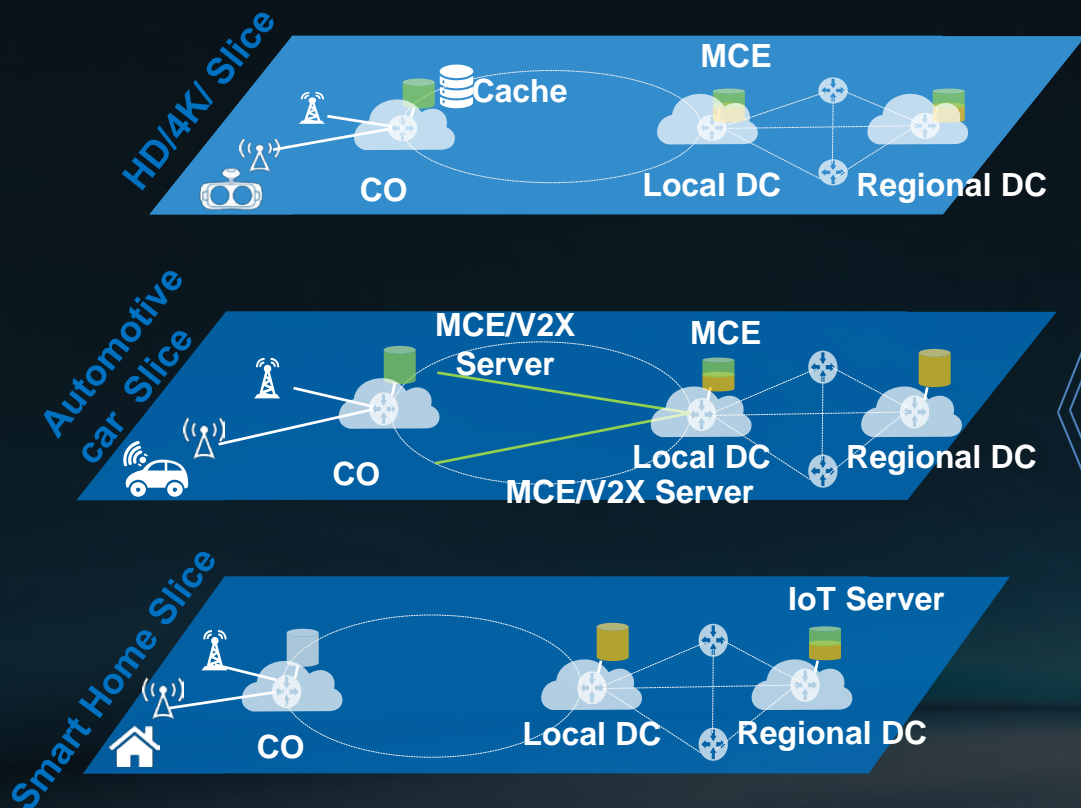 HD/4K/ Slice
MCE
Cache
CO
Local DC
Regional DC
Automotive
car Slice
MCE/V2X
Server
MCE
CO
Local DC
Regional DC
MCE/V2X Server
Smart Home Slice
IoT Server
CO
Local DC
Regional DC